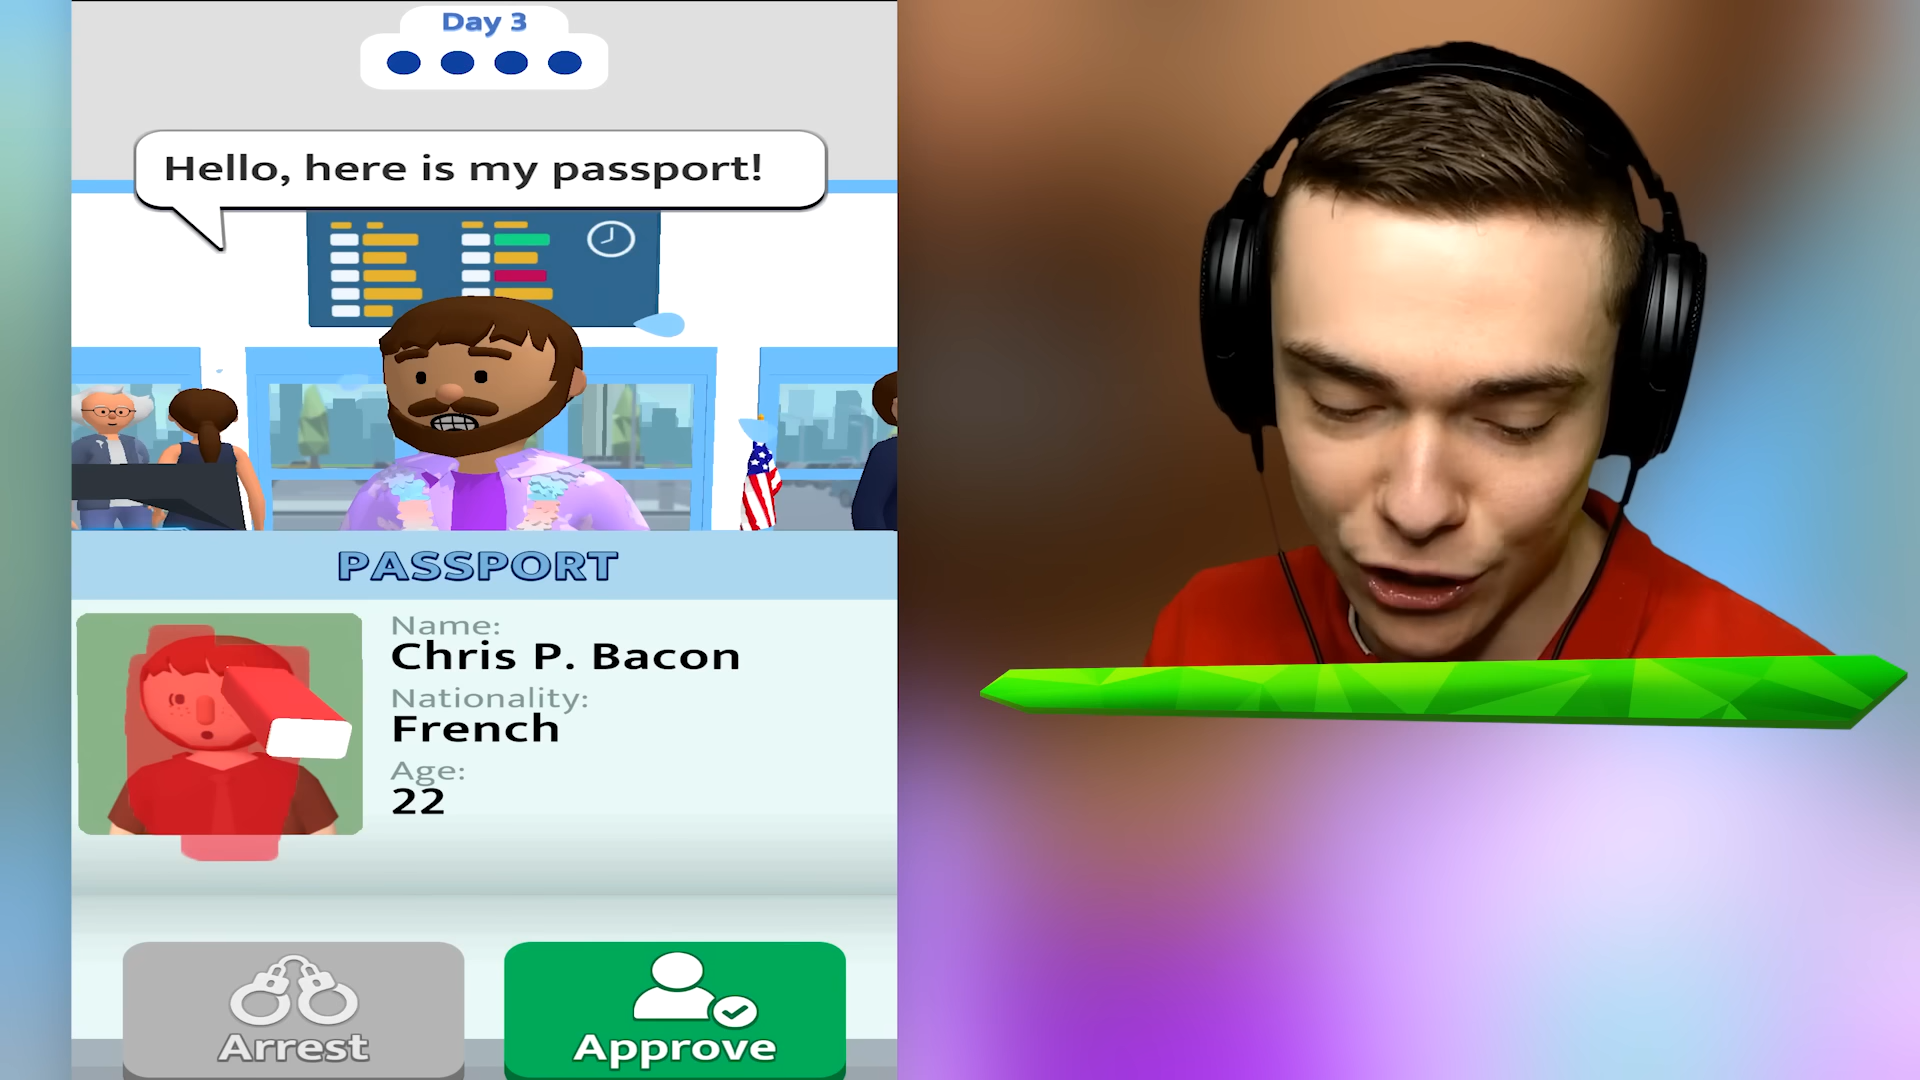 Day 3
Hello, here is my passport!
PASSPORT
Name:
Chris P. Bacon
Nationality:
French
Age:
22
Arrest
Approve